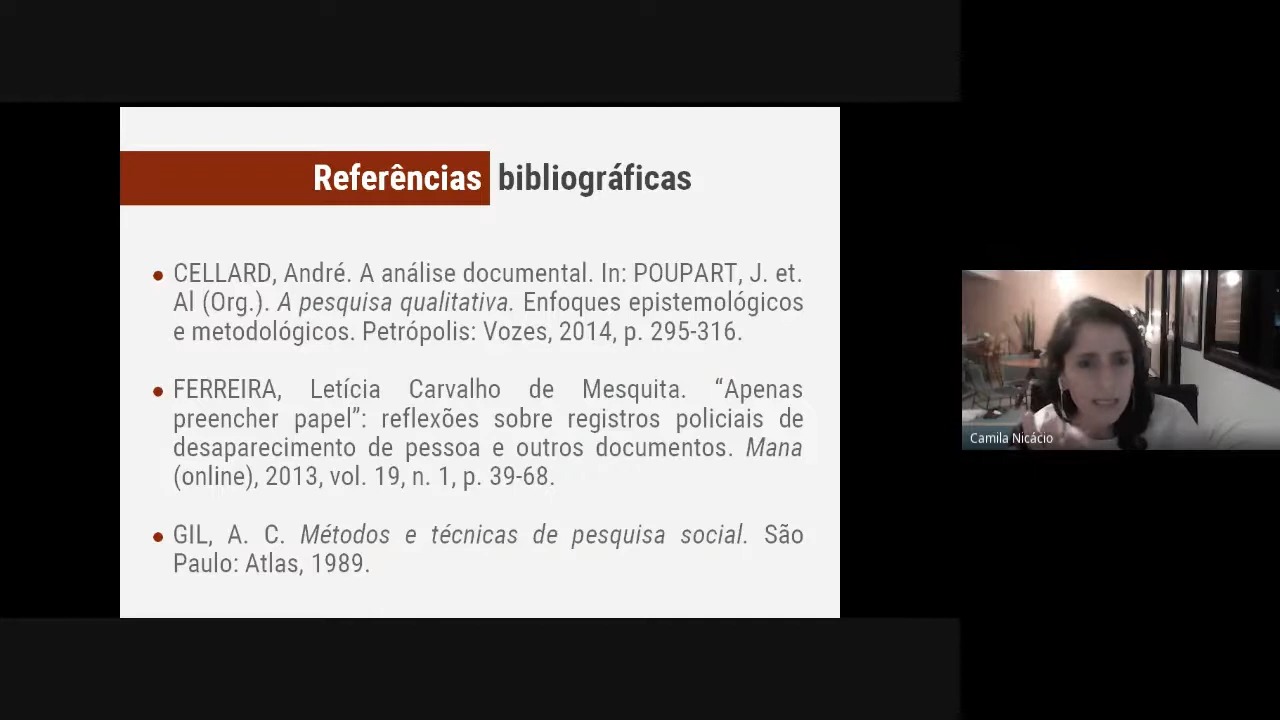 Referências bibliográficas
CELLARD, André. A análise documental. In: POUPART, J. et.
Al (Org.). A pesquisa qualitativa. Enfoques epistemológicos
e metodológicos. Petrópolis: Vozes, 2014, p. 295-316.
FERREIRA, Letícia Carvalho de Mesquita. “Apenas
preencher papel”: reflexões sobre registros policiais de
desaparecimento de pessoa e outros documentos. Mana
(online), 2013, vol. 19, n. 1, p. 39-68.
GIL, A. C. Métodos e técnicas de pesquisa social. São
Paulo: Atlas, 1989.
Camila Nicácio